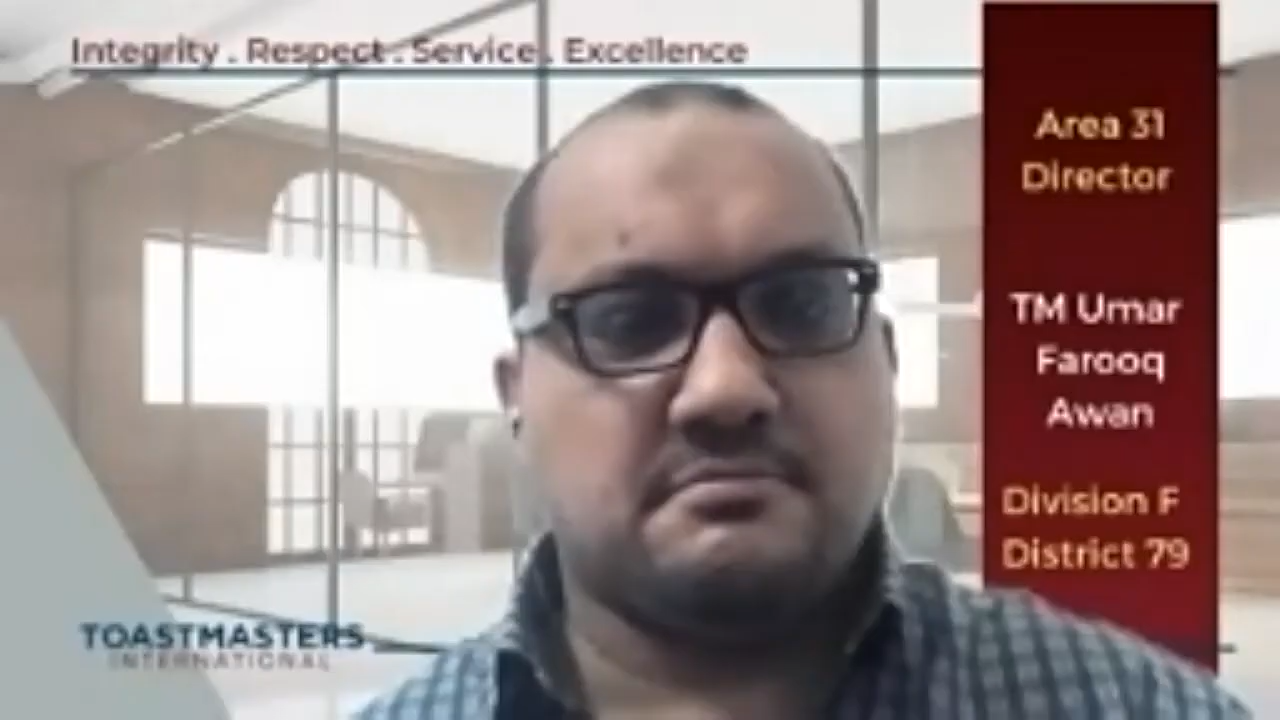 Integrity . Respect . Service . Excellence
Area 31
Director
TM Umar
Farooq
Awan
Division F
District 79
TOASTMASTERS
INTERNATIONAL